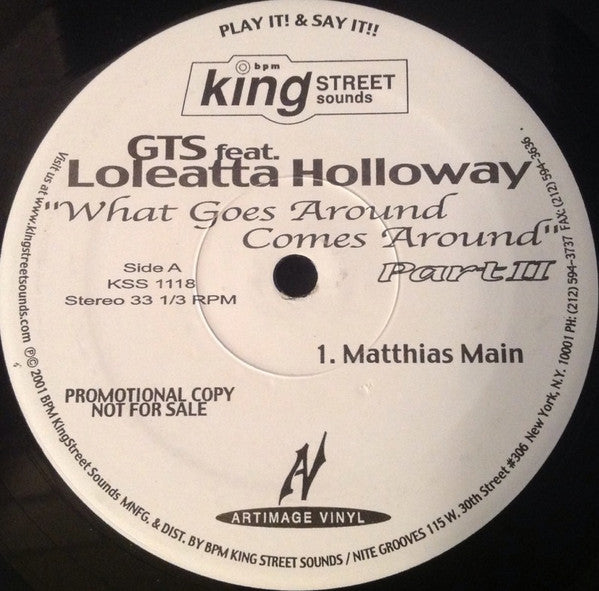 PLAY IT! & SAY IT!!
bpm
king STREET
sounds
GTS feat.
Loleatta Holloway
"What Goes Around
Comes Around"
Part II
Side A
KSS 1118
Stereo 33 1/3 RPM
1. Matthias Main
PROMOTIONAL COPY
NOT FOR SALE
AV
ARTIMAGE VINYL
Visit us at www.kingstreetsounds.com ℗© 2001 BPM KingStreet Sounds MNFG. & DIST. BY BPM KING STREET SOUNDS / NITE GROOVES 115 W. 30th Street #306 New York, N.Y. 10001 PH: (212) 594-3737 FAX: (212) 594-3636 .